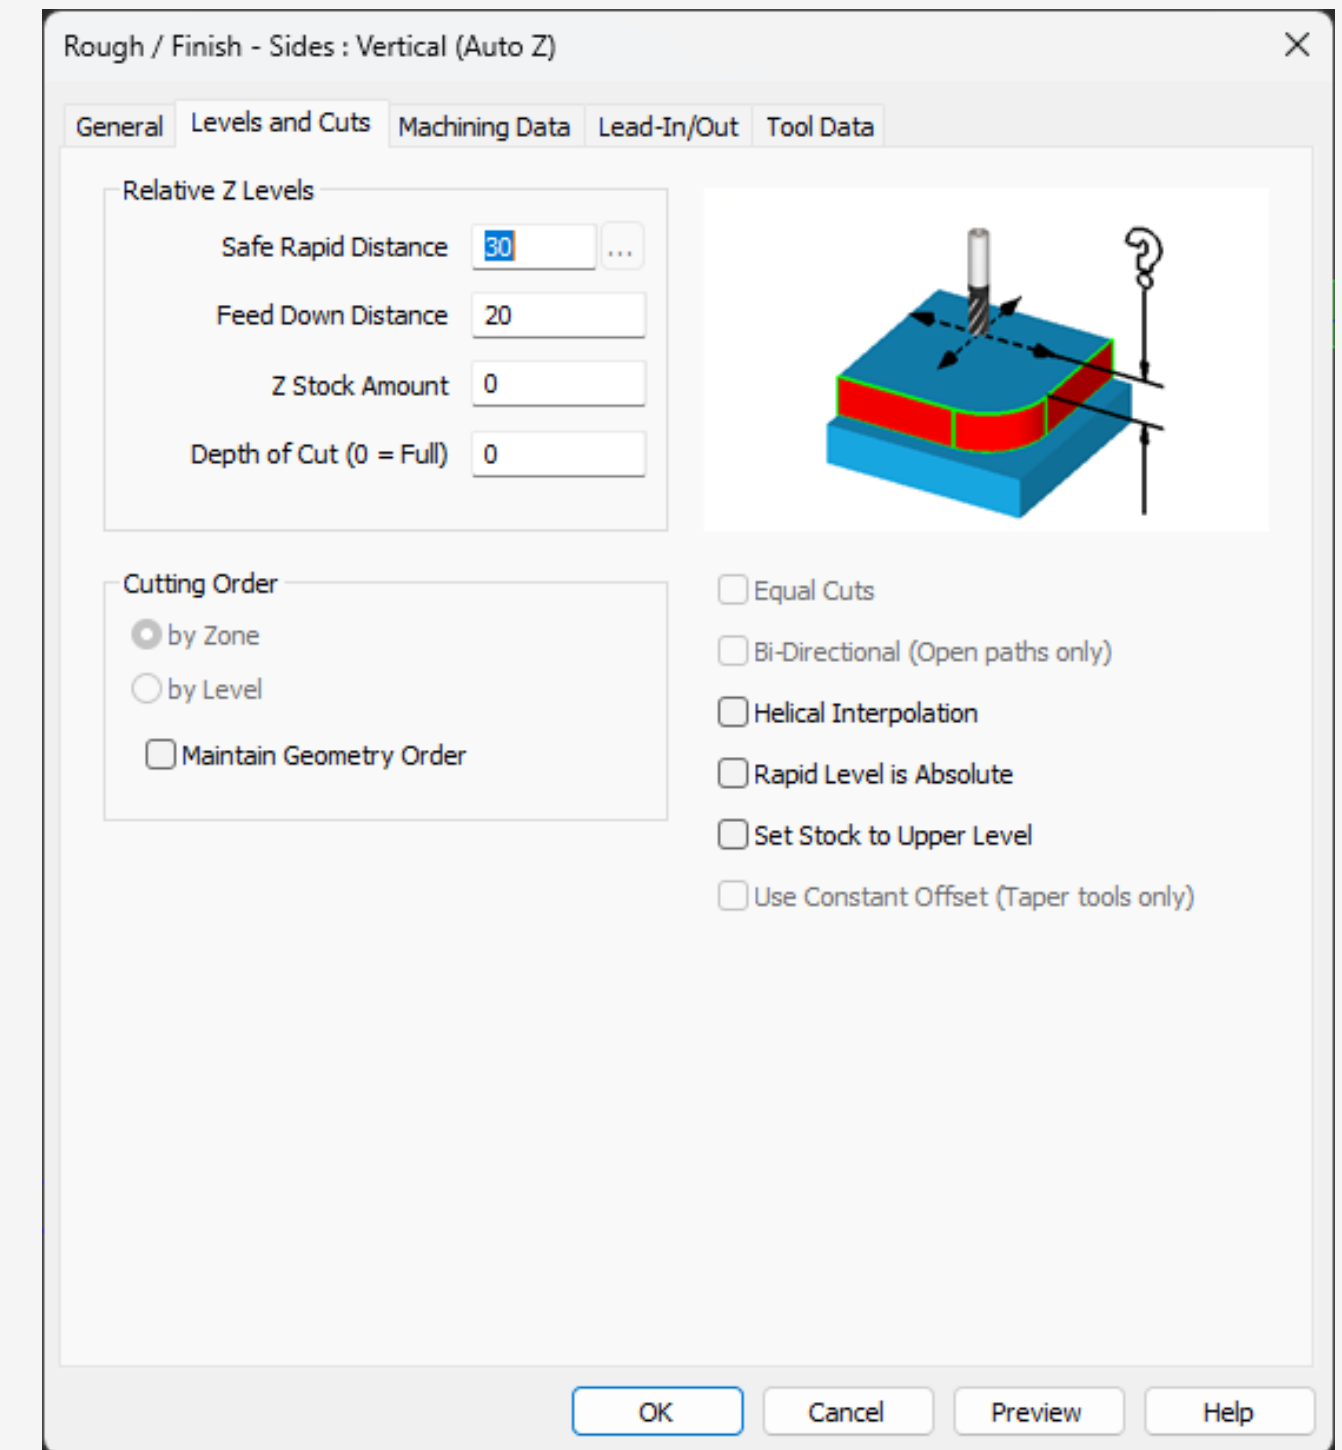 Rough / Finish - Sides : Vertical (Auto Z)
General Levels and Cuts Machining Data Lead-In/Out Tool Data
Relative Z Levels
Safe Rapid Distance 30 ...
Feed Down Distance 20
Z Stock Amount 0
Depth of Cut (0 = Full) 0
?
Cutting Order
by Zone
by Level
Maintain Geometry Order
Equal Cuts
Bi-Directional (Open paths only)
Helical Interpolation
Rapid Level is Absolute
Set Stock to Upper Level
Use Constant Offset (Taper tools only)
OK Cancel Preview Help